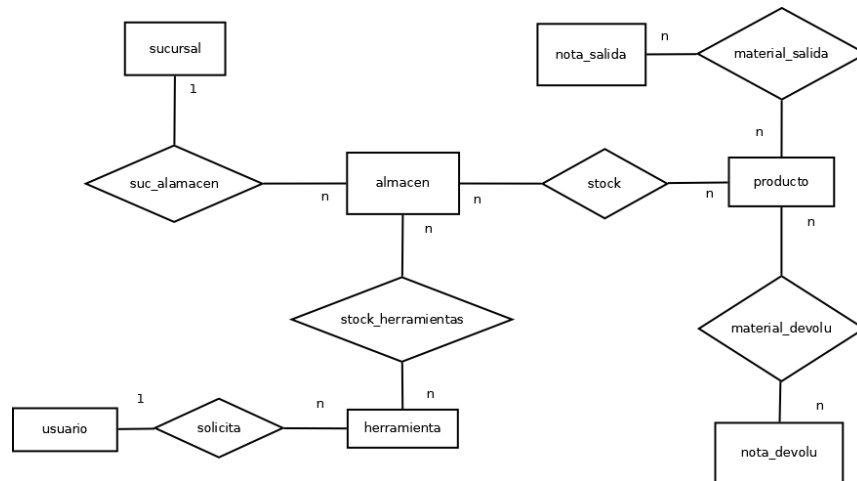 sucursal
1
nota_salida
n
material_salida
n
suc_alamacen
n
almacen
n
stock
n
producto
n
n
stock_herramientas
material_devolu
n
usuario
1
solicita
n
herramienta
n
nota_devolu